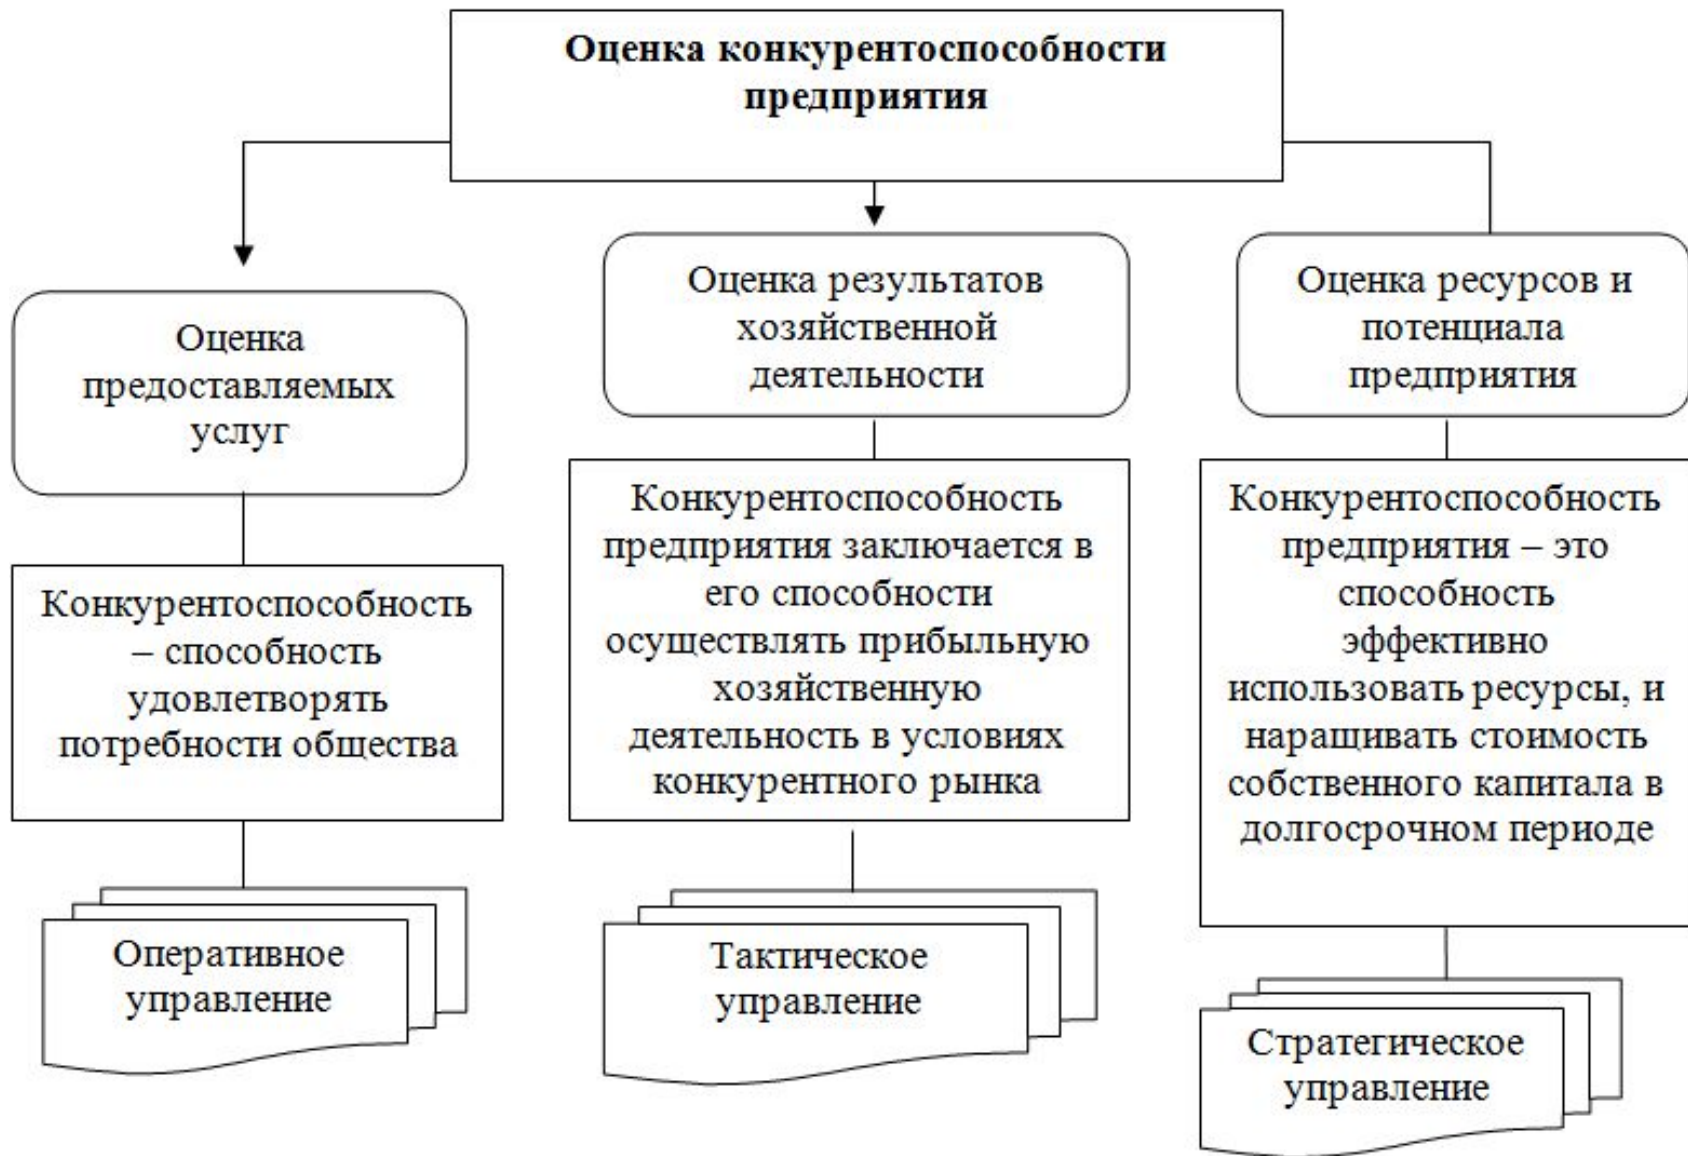 Оценка конкурентоспособности
предприятия
Оценка
предоставляемых
услуг
Оценка результатов
хозяйственной
деятельности
Оценка ресурсов и
потенциала
предприятия
Конкурентоспособность
– способность
удовлетворять
потребности общества
Конкурентоспособность
предприятия заключается в
его способности
осуществлять прибыльную
хозяйственную
деятельность в условиях
конкурентного рынка
Конкурентоспособность
предприятия – это
способность
эффективно
использовать ресурсы, и
наращивать стоимость
собственного капитала в
долгосрочном периоде
Оперативное
управление
Тактическое
управление
Стратегическое
управление